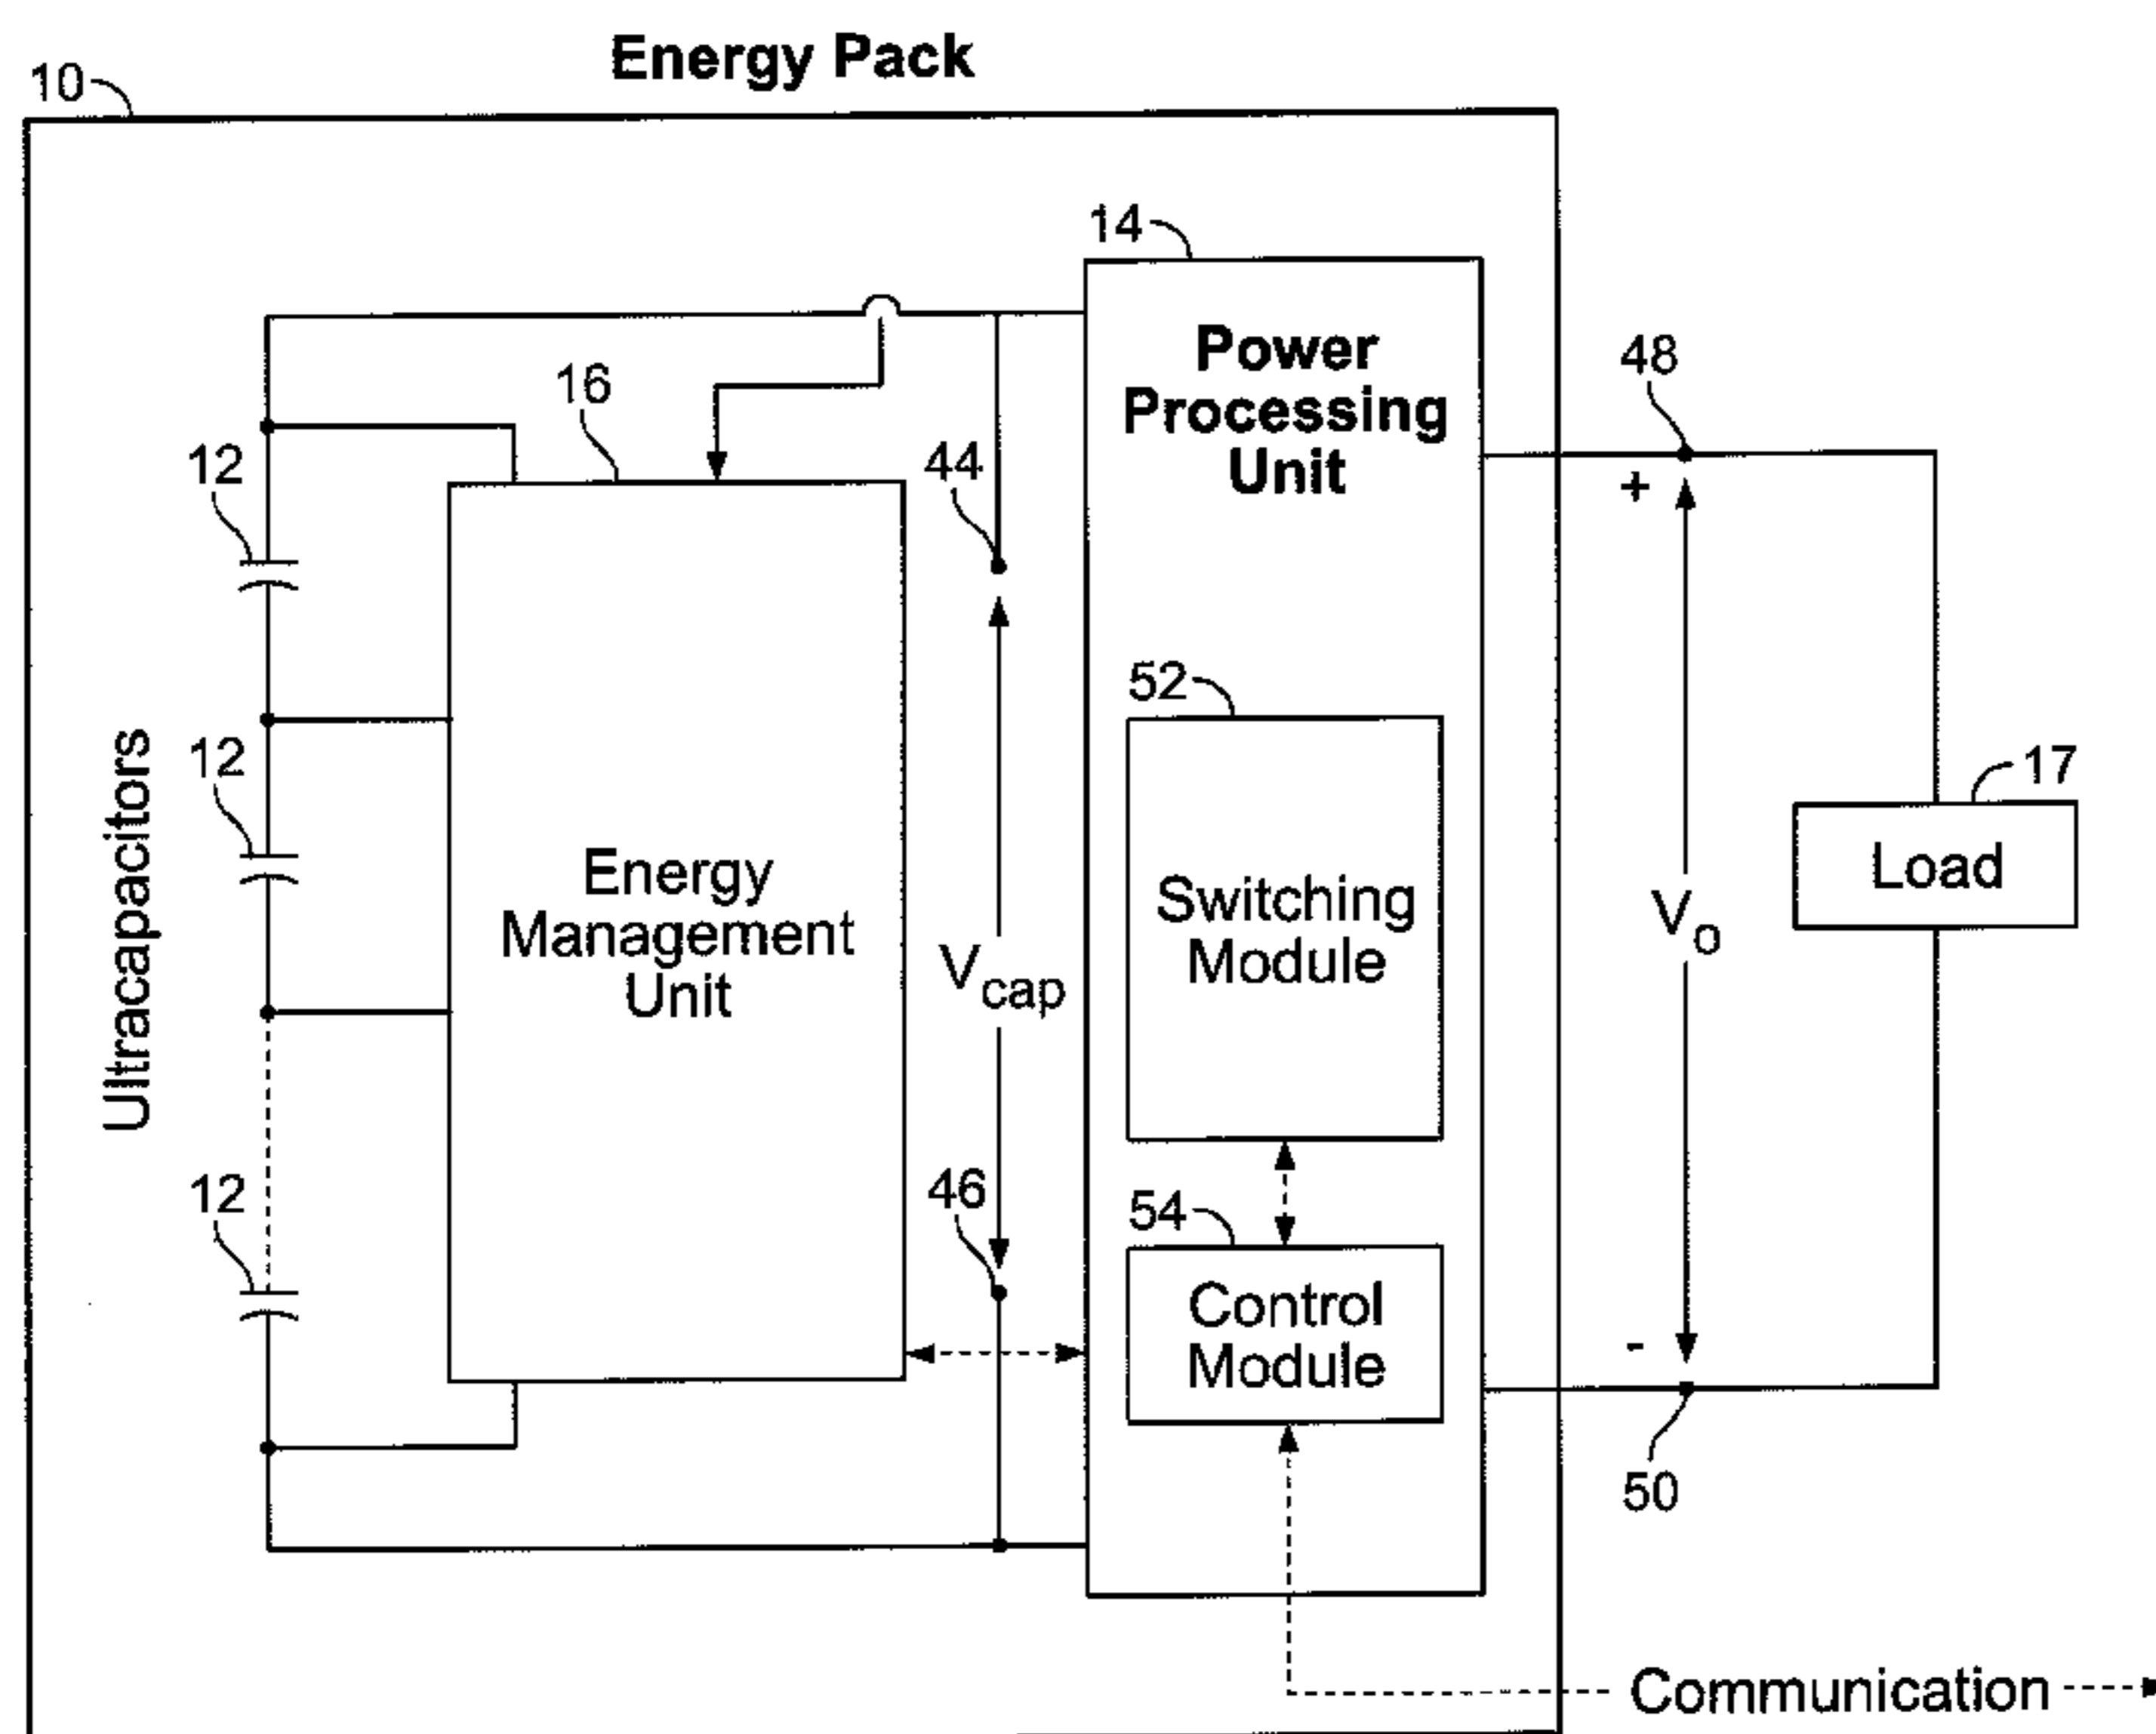 Energy Pack
10
14
Power
Processing
Unit
48
16
12
44
+
52
17
12
Ultracapacitors
Load
Energy
Management
Unit
Switching
Module
Vo
Vcap
12
46
54
Control
Module
-
50
Communication